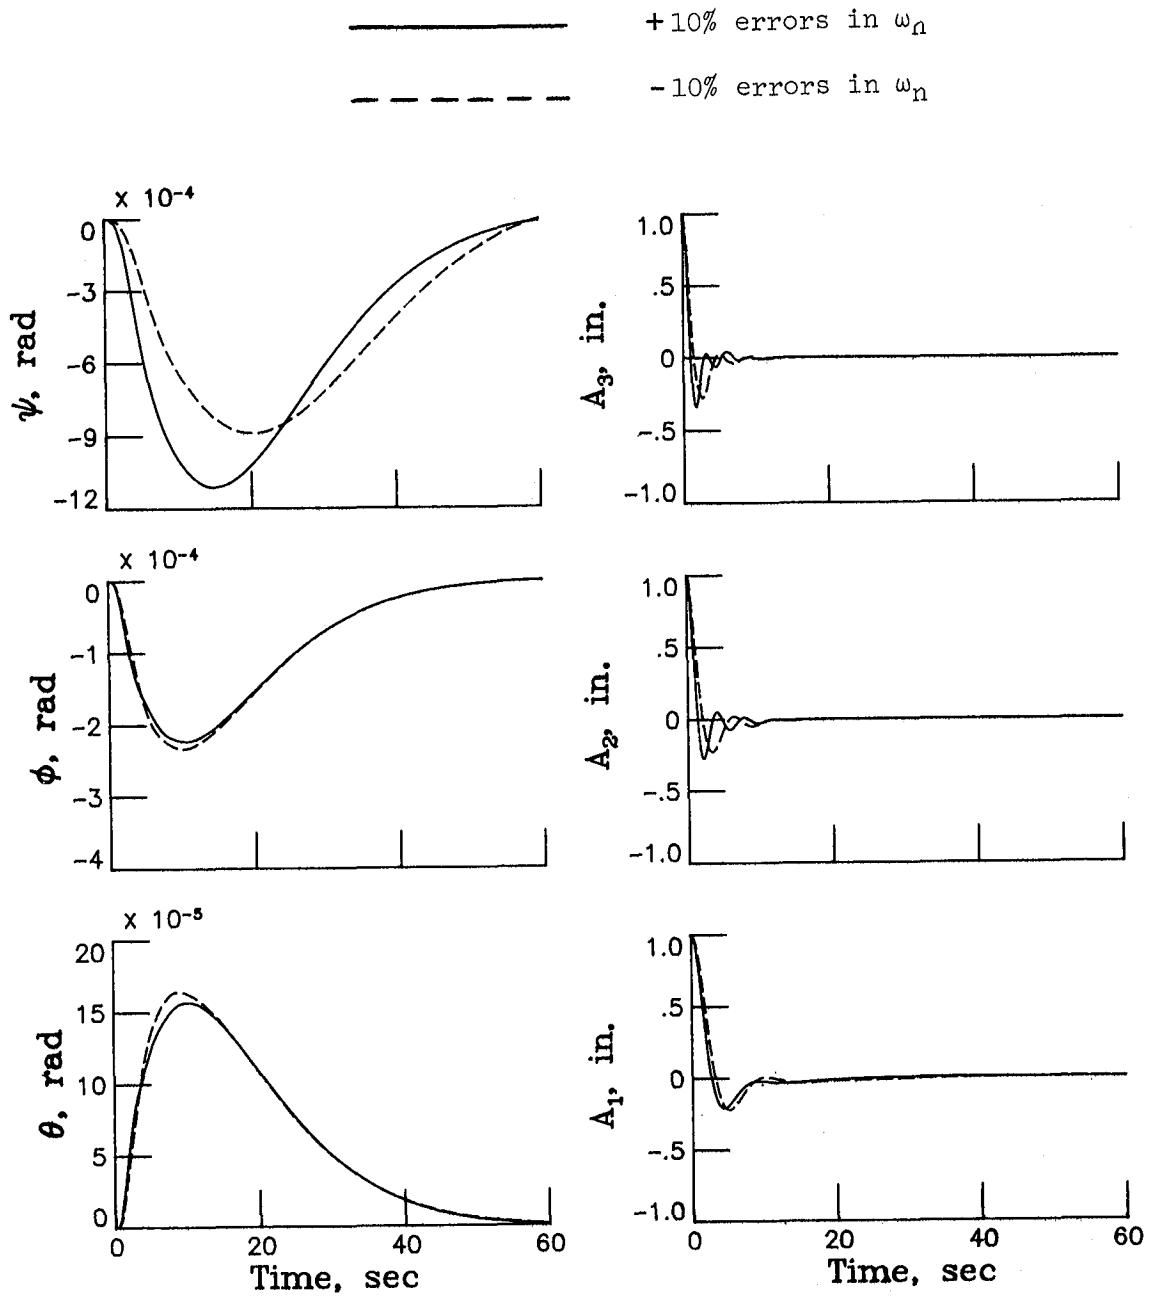 +10% errors in ωn
-10% errors in ωn
x 10⁻⁴
0
-3
-6
-9
-12
ψ, rad
1.0
.5
0
-.5
-1.0
A₃, in.
x 10⁻⁴
0
-1
-2
-3
-4
φ, rad
1.0
.5
0
-.5
-1.0
A₂, in.
x 10⁻⁵
20
15
10
5
0
θ, rad
0 20 40 60
Time, sec
1.0
.5
0
-.5
-1.0
A₁, in.
0 20 40 60
Time, sec